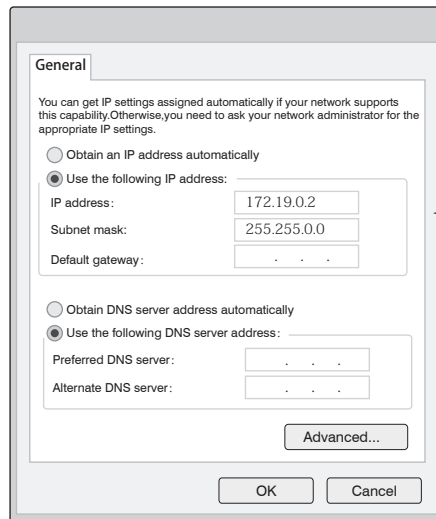 General
You can get IP settings assigned automatically if your network supports
this capability.Otherwise,you need to ask your network administrator for the
appropriate IP settings.
Obtain an IP address automatically
Use the following IP address:
IP address: 172.19.0.2
Subnet mask: 255.255.0.0
Default gateway: . . .
Obtain DNS server address automatically
Use the following DNS server address:
Preferred DNS server: . . .
Alternate DNS server: . . .
Advanced...
OK Cancel